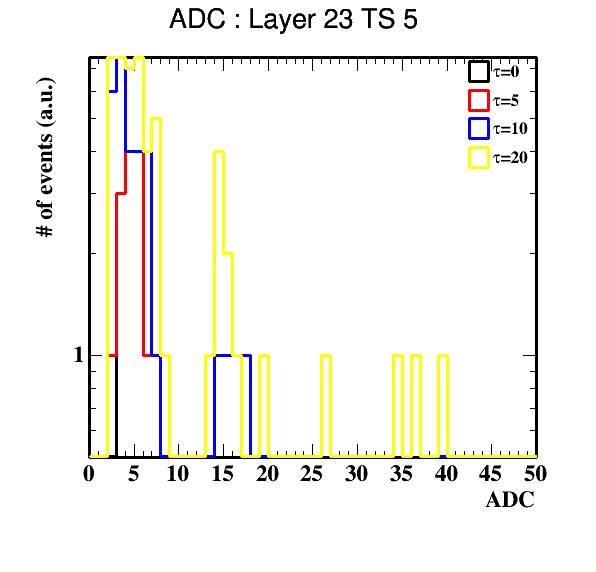 ADC : Layer 23 TS 5
# of events (a.u.)
τ=0
τ=5
τ=10
τ=20
1
0 5 10 15 20 25 30 35 40 45 50
ADC